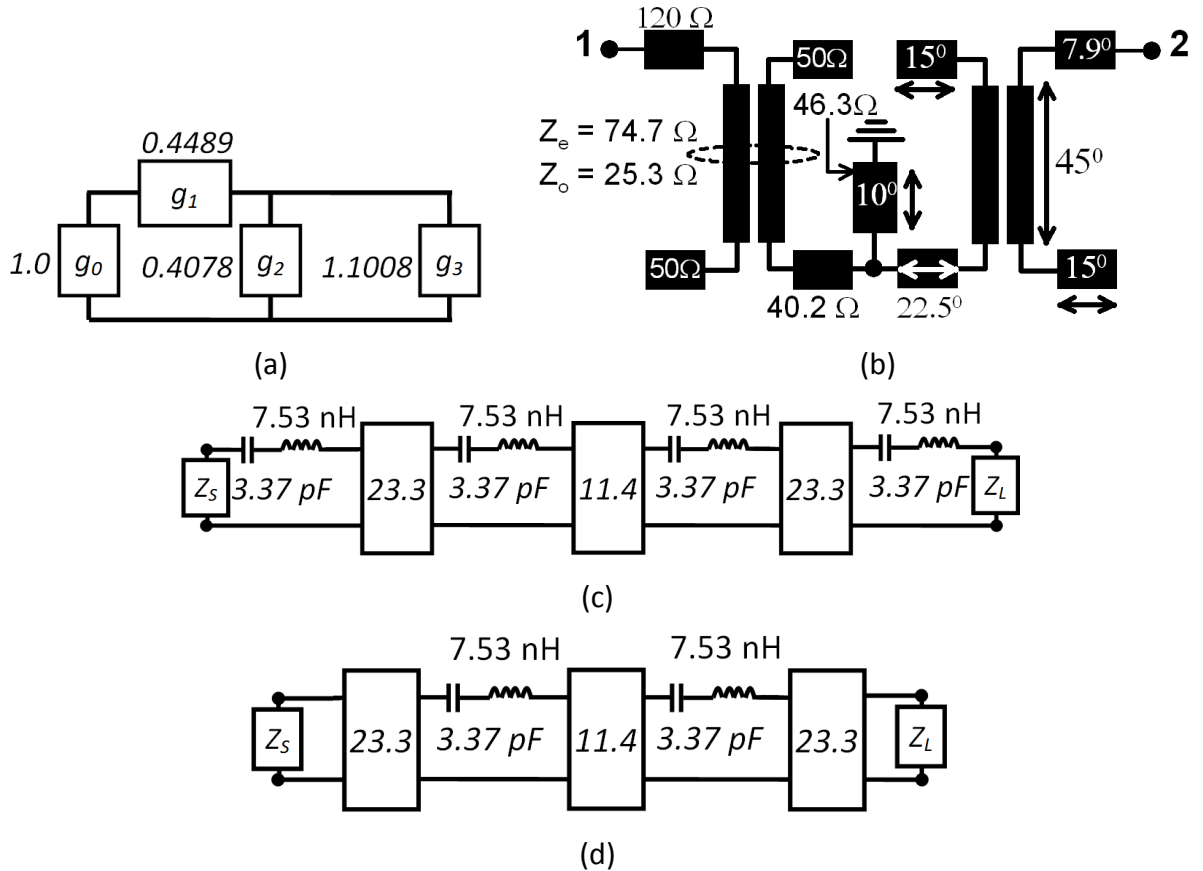 0.4489
g1
1.0 g0 0.4078 g2 1.1008 g3
(a)
120 Ω
1 50Ω 15⁰ 7.9⁰ 2
46.3Ω
Ze = 74.7 Ω
Zo = 25.3 Ω
10⁰ 45⁰
50Ω 15⁰
40.2 Ω 22.5⁰
(b)
7.53 nH 7.53 nH 7.53 nH 7.53 nH
ZS 3.37 pF 23.3 3.37 pF 11.4 3.37 pF 23.3 3.37 pF ZL
(c)
7.53 nH 7.53 nH
ZS 23.3 3.37 pF 11.4 3.37 pF 23.3 ZL
(d)